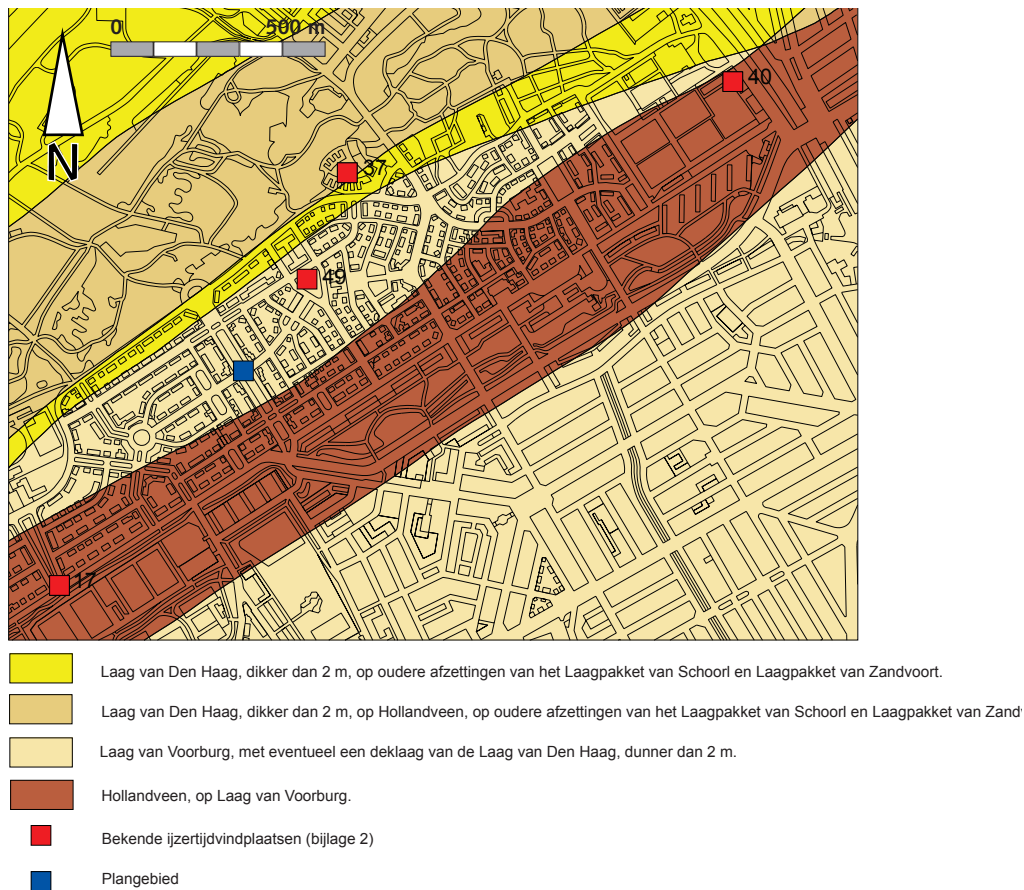 0 500 m
N
40
37
49
17
Laag van Den Haag, dikker dan 2 m, op oudere afzettingen van het Laagpakket van Schoorl en Laagpakket van Zandvoort.
Laag van Den Haag, dikker dan 2 m, op Hollandveen, op oudere afzettingen van het Laagpakket van Schoorl en Laagpakket van Zandv
Laag van Voorburg, met eventueel een deklaag van de Laag van Den Haag, dunner dan 2 m.
Hollandveen, op Laag van Voorburg.
Bekende ijzertijdvindplaatsen (bijlage 2)
Plangebied